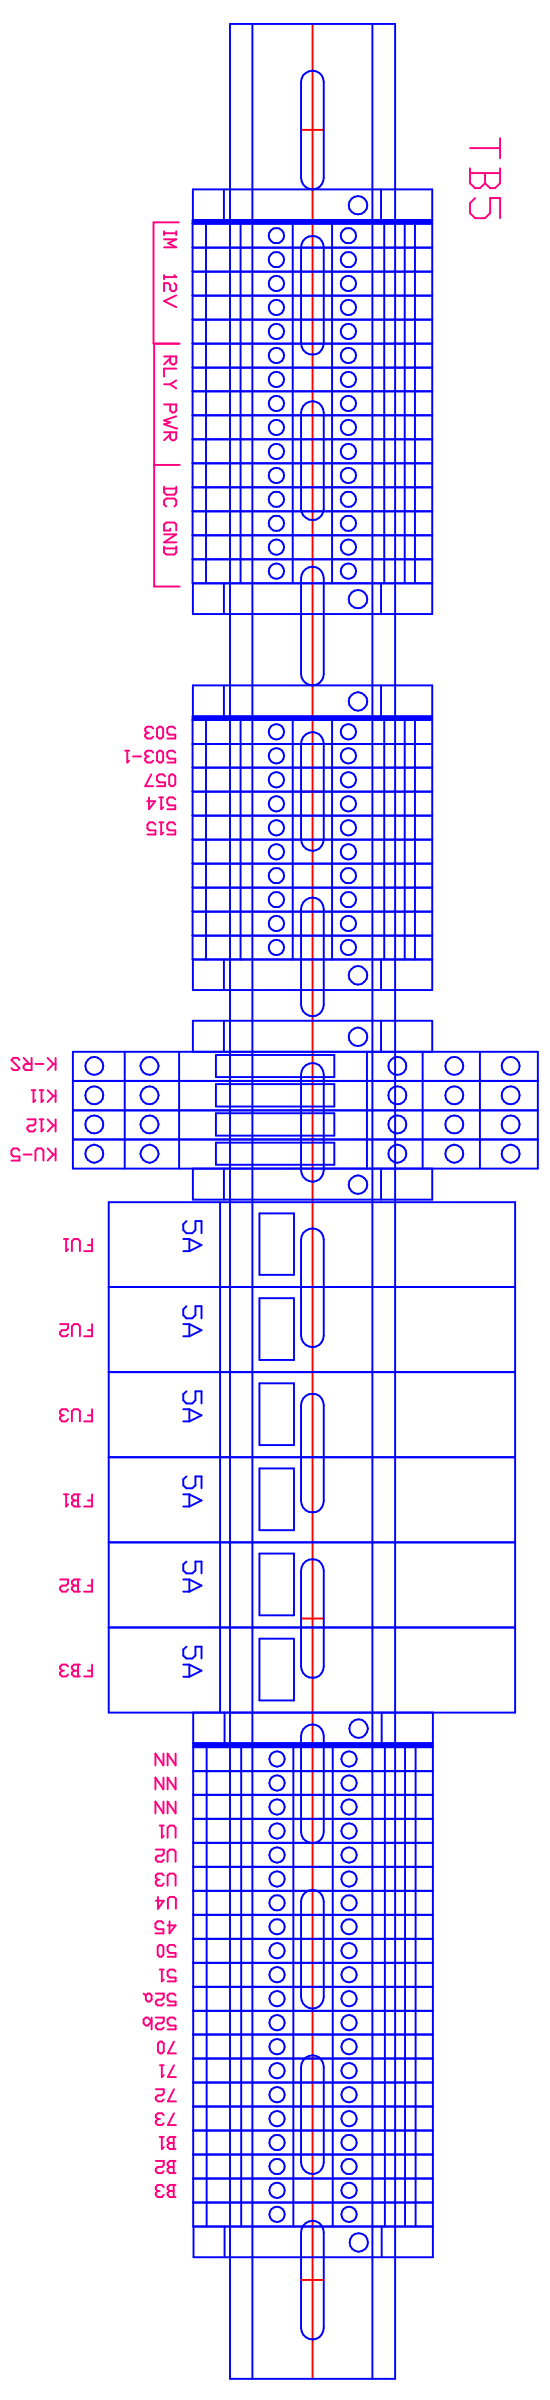 TB5
IM 12V
RLY PWR
DC GND
503
503-1
057
514
515
K-RS
K11
K12
KU-5
FU1
5A
FU2
5A
FU3
5A
FB1
5A
FB2
5A
FB3
5A
NN
NN
NN
U1
U2
U3
U4
45
50
51
52a
52b
70
71
72
73
B1
B2
B3